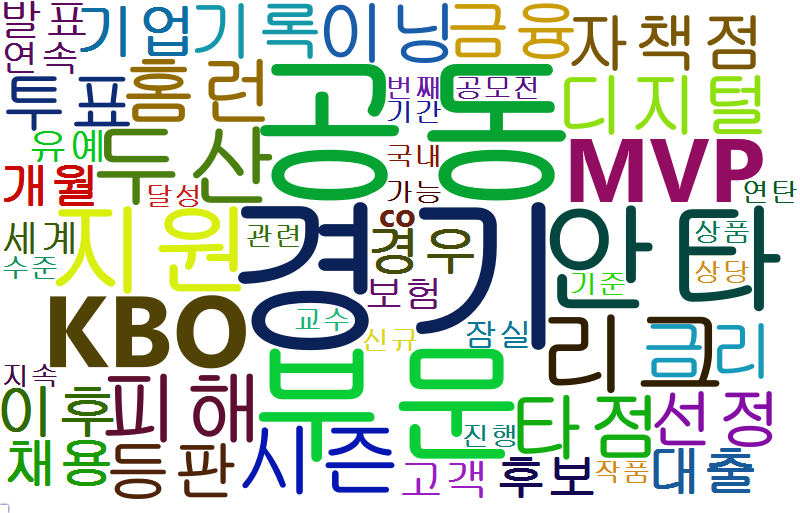 발표
기업
기록
이닝
금융
자책점
연속
투표
홈런
공동
번째
공모전
기간
디지털
유예
두산
국내
MVP
개월
달성
가능
연탄
세계
지원
관련
경기
co
경우
안타
상품
상당
수준
보험
기준
KBO
교수
신규
잠실
리그
금리
지속
이후
피해
부문
타점
선정
채용
등판
시즌
진행
고객
후보
작품
대출